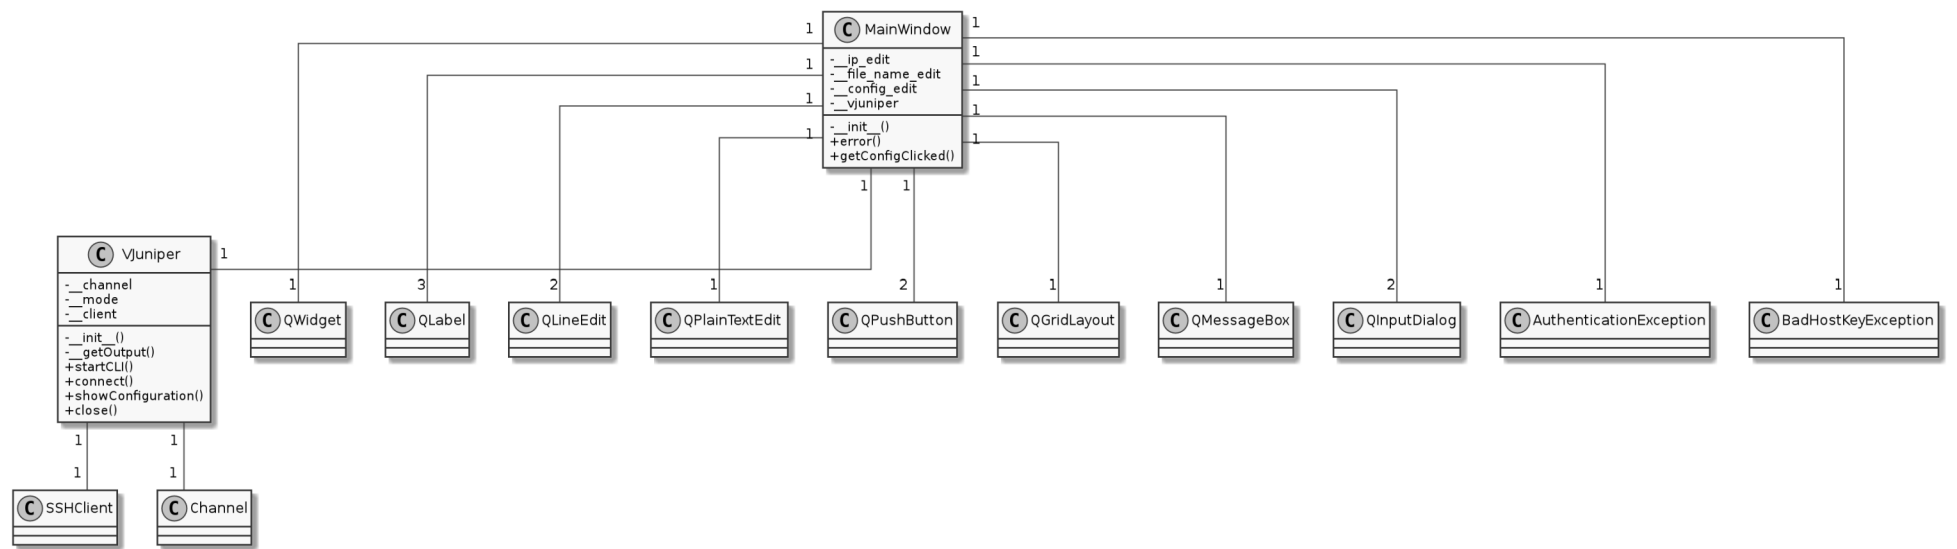 C MainWindow
-__ip_edit
-__file_name_edit
-__config_edit
-__vjuniper
-__init__()
+error()
+getConfigClicked()
1
1
1
1
1
1
1
1
1
1
1
C VJuniper
-__channel
-__mode
-__client
-__init__()
-__getOutput()
+startCLI()
+connect()
+showConfiguration()
+close()
1
1 3 2 1 2 1 1 2 1 1
C QWidget
C QLabel
C QLineEdit
C QPlainTextEdit
C QPushButton
C QGridLayout
C QMessageBox
C QInputDialog
C AuthenticationException
C BadHostKeyException
1 1
1 1
C SSHClient
C Channel